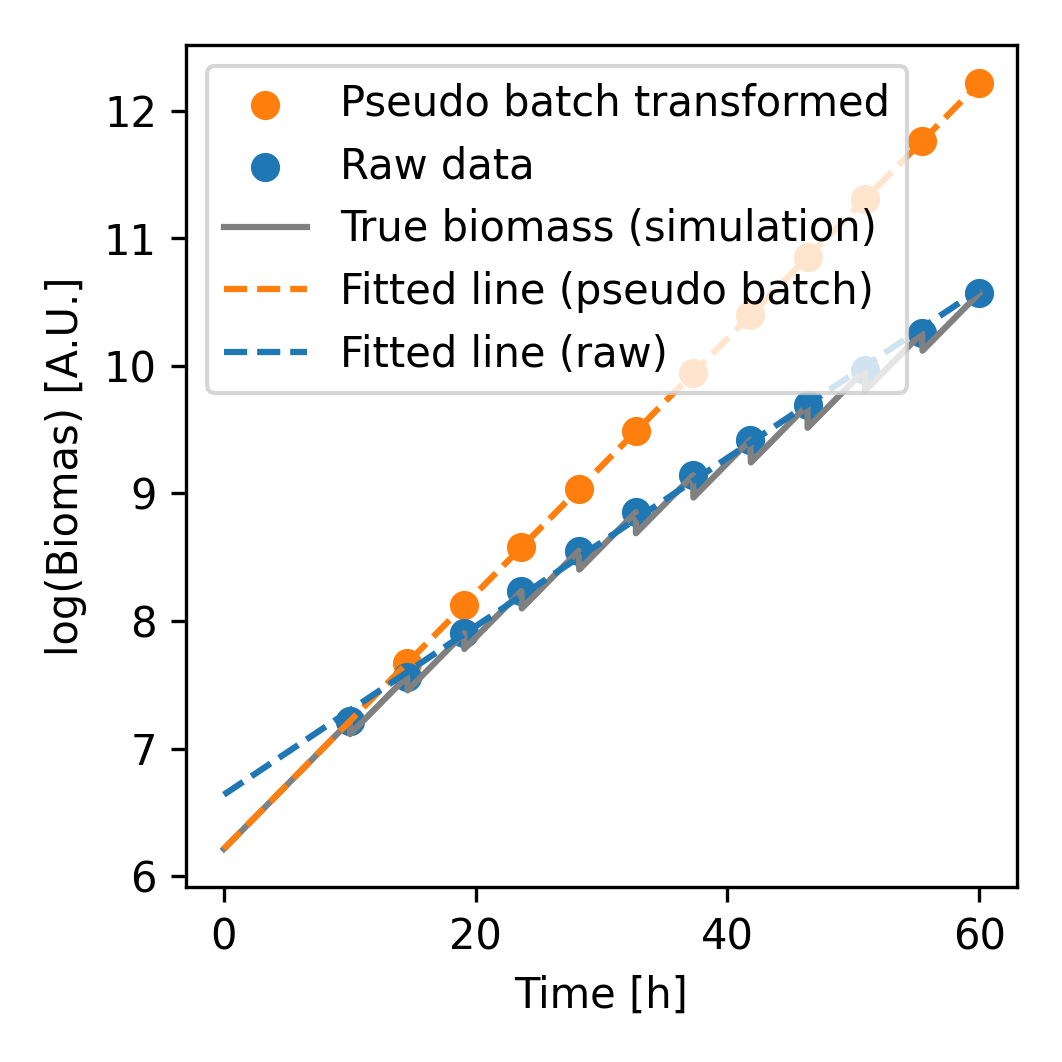 Pseudo batch transformed
Raw data
True biomass (simulation)
Fitted line (pseudo batch)
Fitted line (raw)
log(Biomas) [A.U.]
12
11
10
9
8
7
6
0 20 40 60
Time [h]